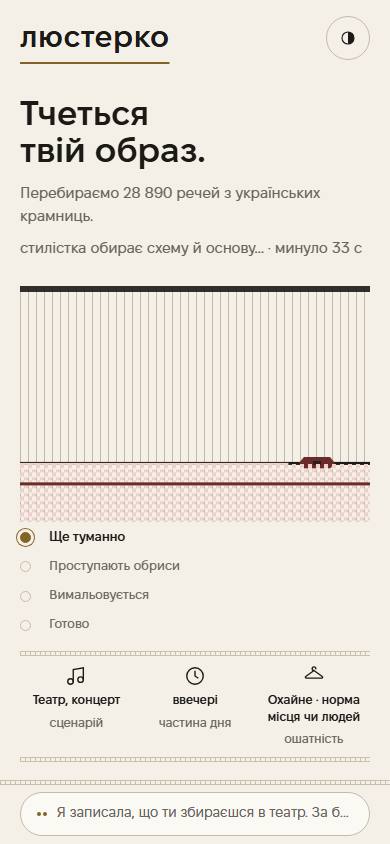 люстерко
Тчеться
твій образ.
Перебираємо 28 890 речей з українських
крамниць.
стилістка обирає схему й основу... · минуло 33 с
Ще туманно
Проступають обриси
Вимальовується
Готово
Театр, концерт
сценарій
ввечері
частина дня
Охайне · норма
місця чи людей
ошатність
Я записала, що ти збираєшся в театр. За б...